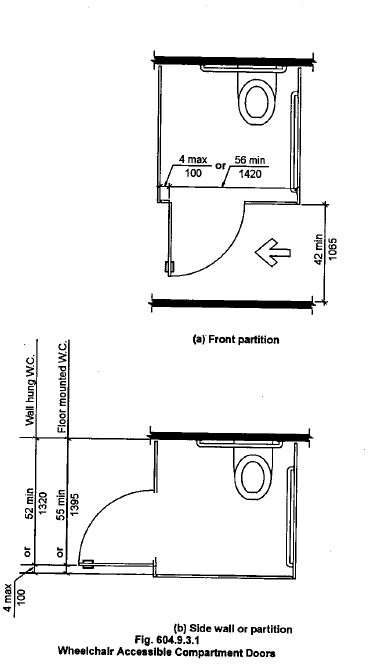 4 max
100
or
56 min
1420
42 min
1065
(a) Front partition
Wall hung W.C.
Floor mounted W.C.
52 min
1320
or
55 min
1395
or
4 max
100
(b) Side wall or partition
Fig. 604.9.3.1
Wheelchair Accessible Compartment Doors